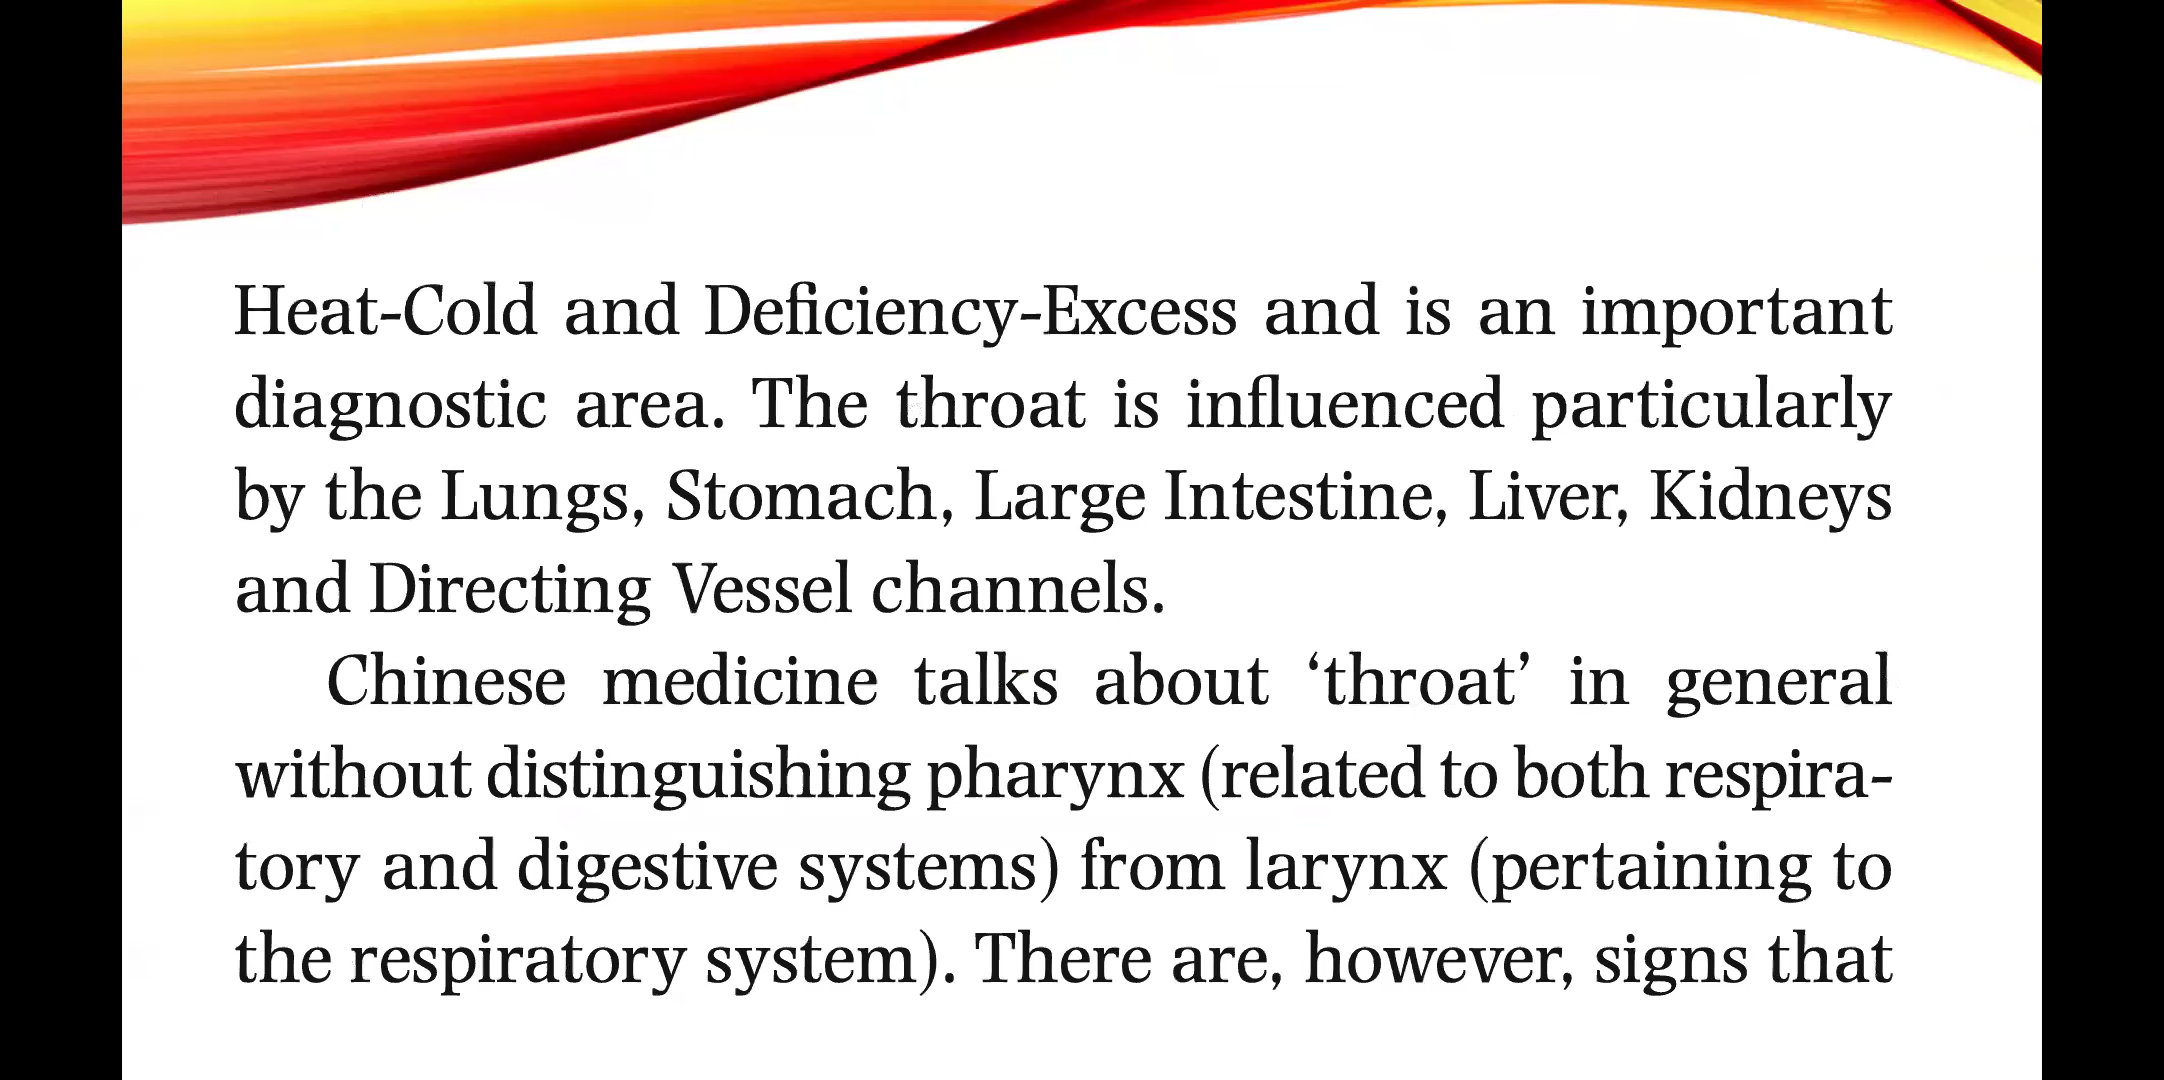 Heat-Cold and Deficiency-Excess and is an important
diagnostic area. The throat is influenced particularly
by the Lungs, Stomach, Large Intestine, Liver, Kidneys
and Directing Vessel channels.
Chinese medicine talks about ‘throat’ in general
without distinguishing pharynx (related to both respira-
tory and digestive systems) from larynx (pertaining to
the respiratory system). There are, however, signs that